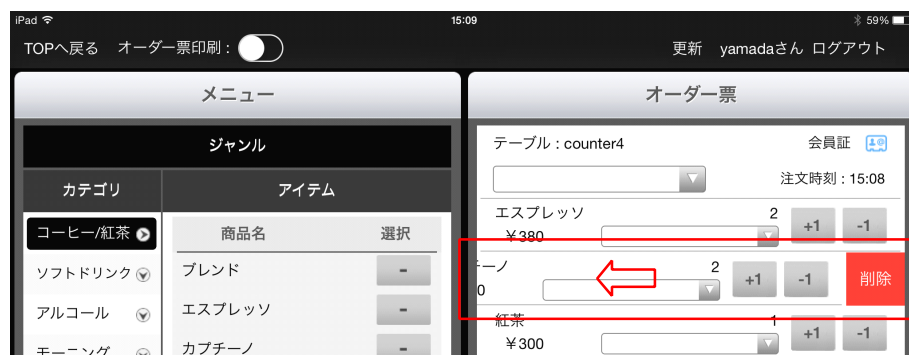 iPad 15:09 59%
TOPへ戻る オーダー票印刷 : 更新 yamadaさん ログアウト
メニュー
ジャンル
カテゴリ アイテム
コーヒー/紅茶
ソフトドリンク
アルコール
モーニング
商品名 選択
ブレンド -
エスプレッソ -
カプチーノ -
オーダー票
テーブル : counter4 会員証
注文時刻 : 15:08
エスプレッソ 2
¥380 +1 -1
チーノ 2
0 +1 -1 削除
紅茶 1
¥300 +1 -1